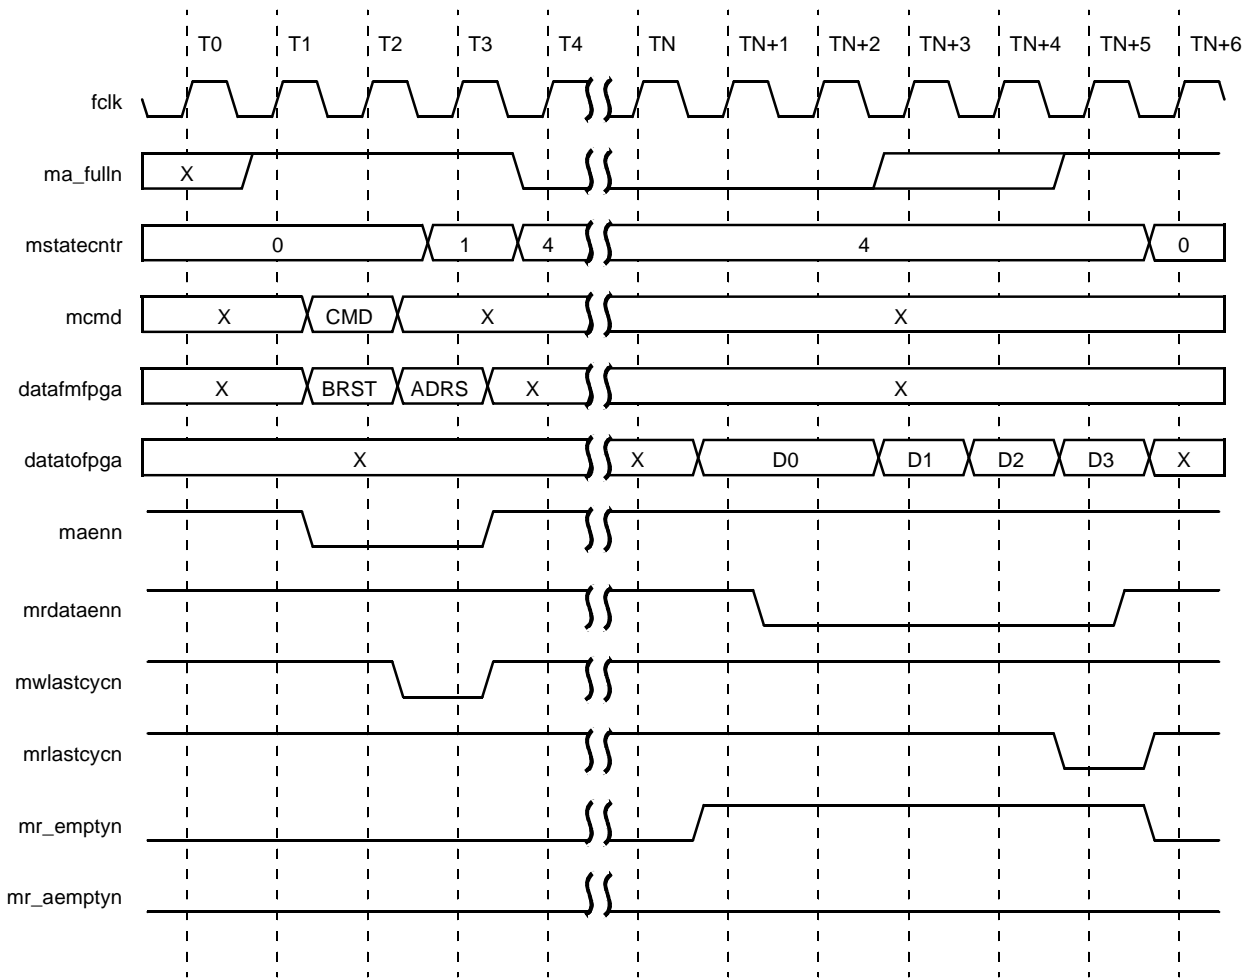 T0 T1 T2 T3 T4 TN TN+1 TN+2 TN+3 TN+4 TN+5 TN+6
fclk
ma_fulln X
mstatecntr 0 1 4 4 0
mcmd X CMD X X
datafmfpga X BRST ADRS X X
datatofpga X X D0 D1 D2 D3 X
maenn
mrdataenn
mwlastcycn
mrlastcycn
mr_emptyn
mr_aemptyn